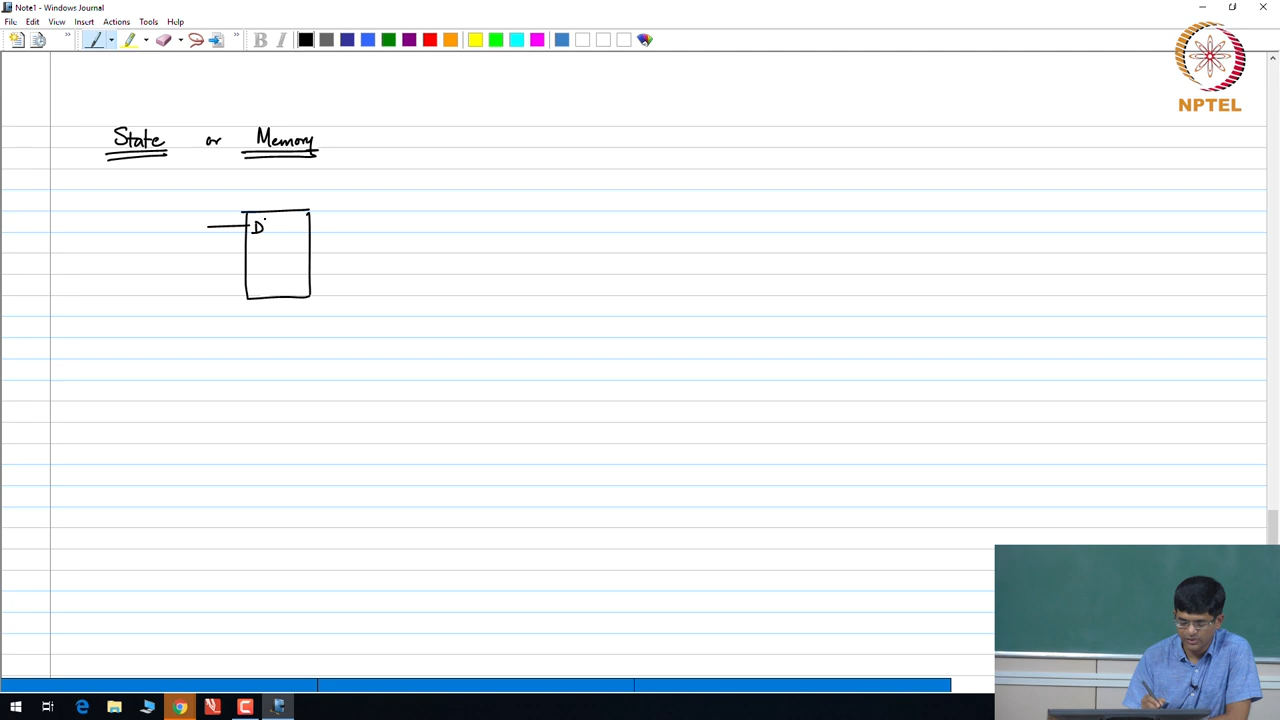 Note1 - Windows Journal
File Edit View Insert Actions Tools Help
B I
NPTEL
State or Memory
D